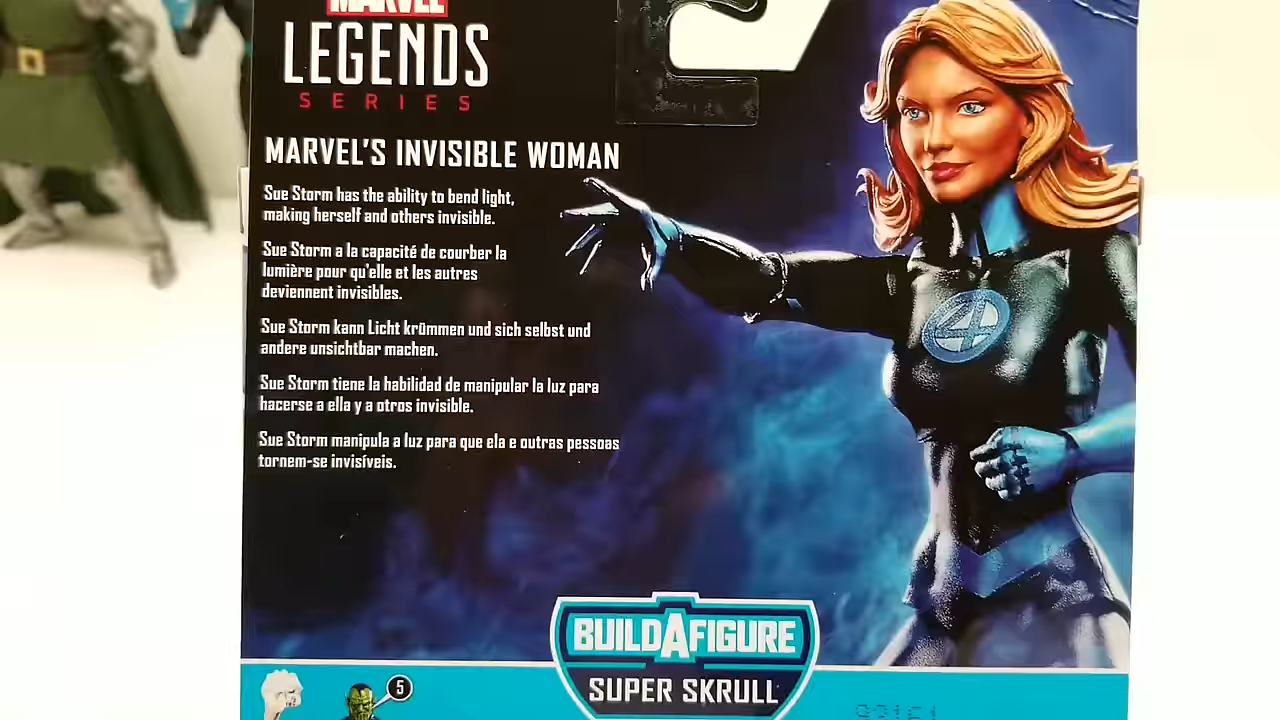 MARVEL
LEGENDS
SERIES
MARVEL'S INVISIBLE WOMAN
Sue Storm has the ability to bend light,
making herself and others invisible.
Sue Storm a la capacité de courber la
lumière pour qu'elle et les autres
deviennent invisibles.
Sue Storm kann Licht krümmen und sich selbst und
andere unsichtbar machen.
Sue Storm tiene la habilidad de manipular la luz para
hacerse a ella y a otros invisible.
Sue Storm manipula a luz para que ela e outras pessoas
tornem-se invisíveis.
4
BUILDAFIGURE
SUPER SKRULL
5